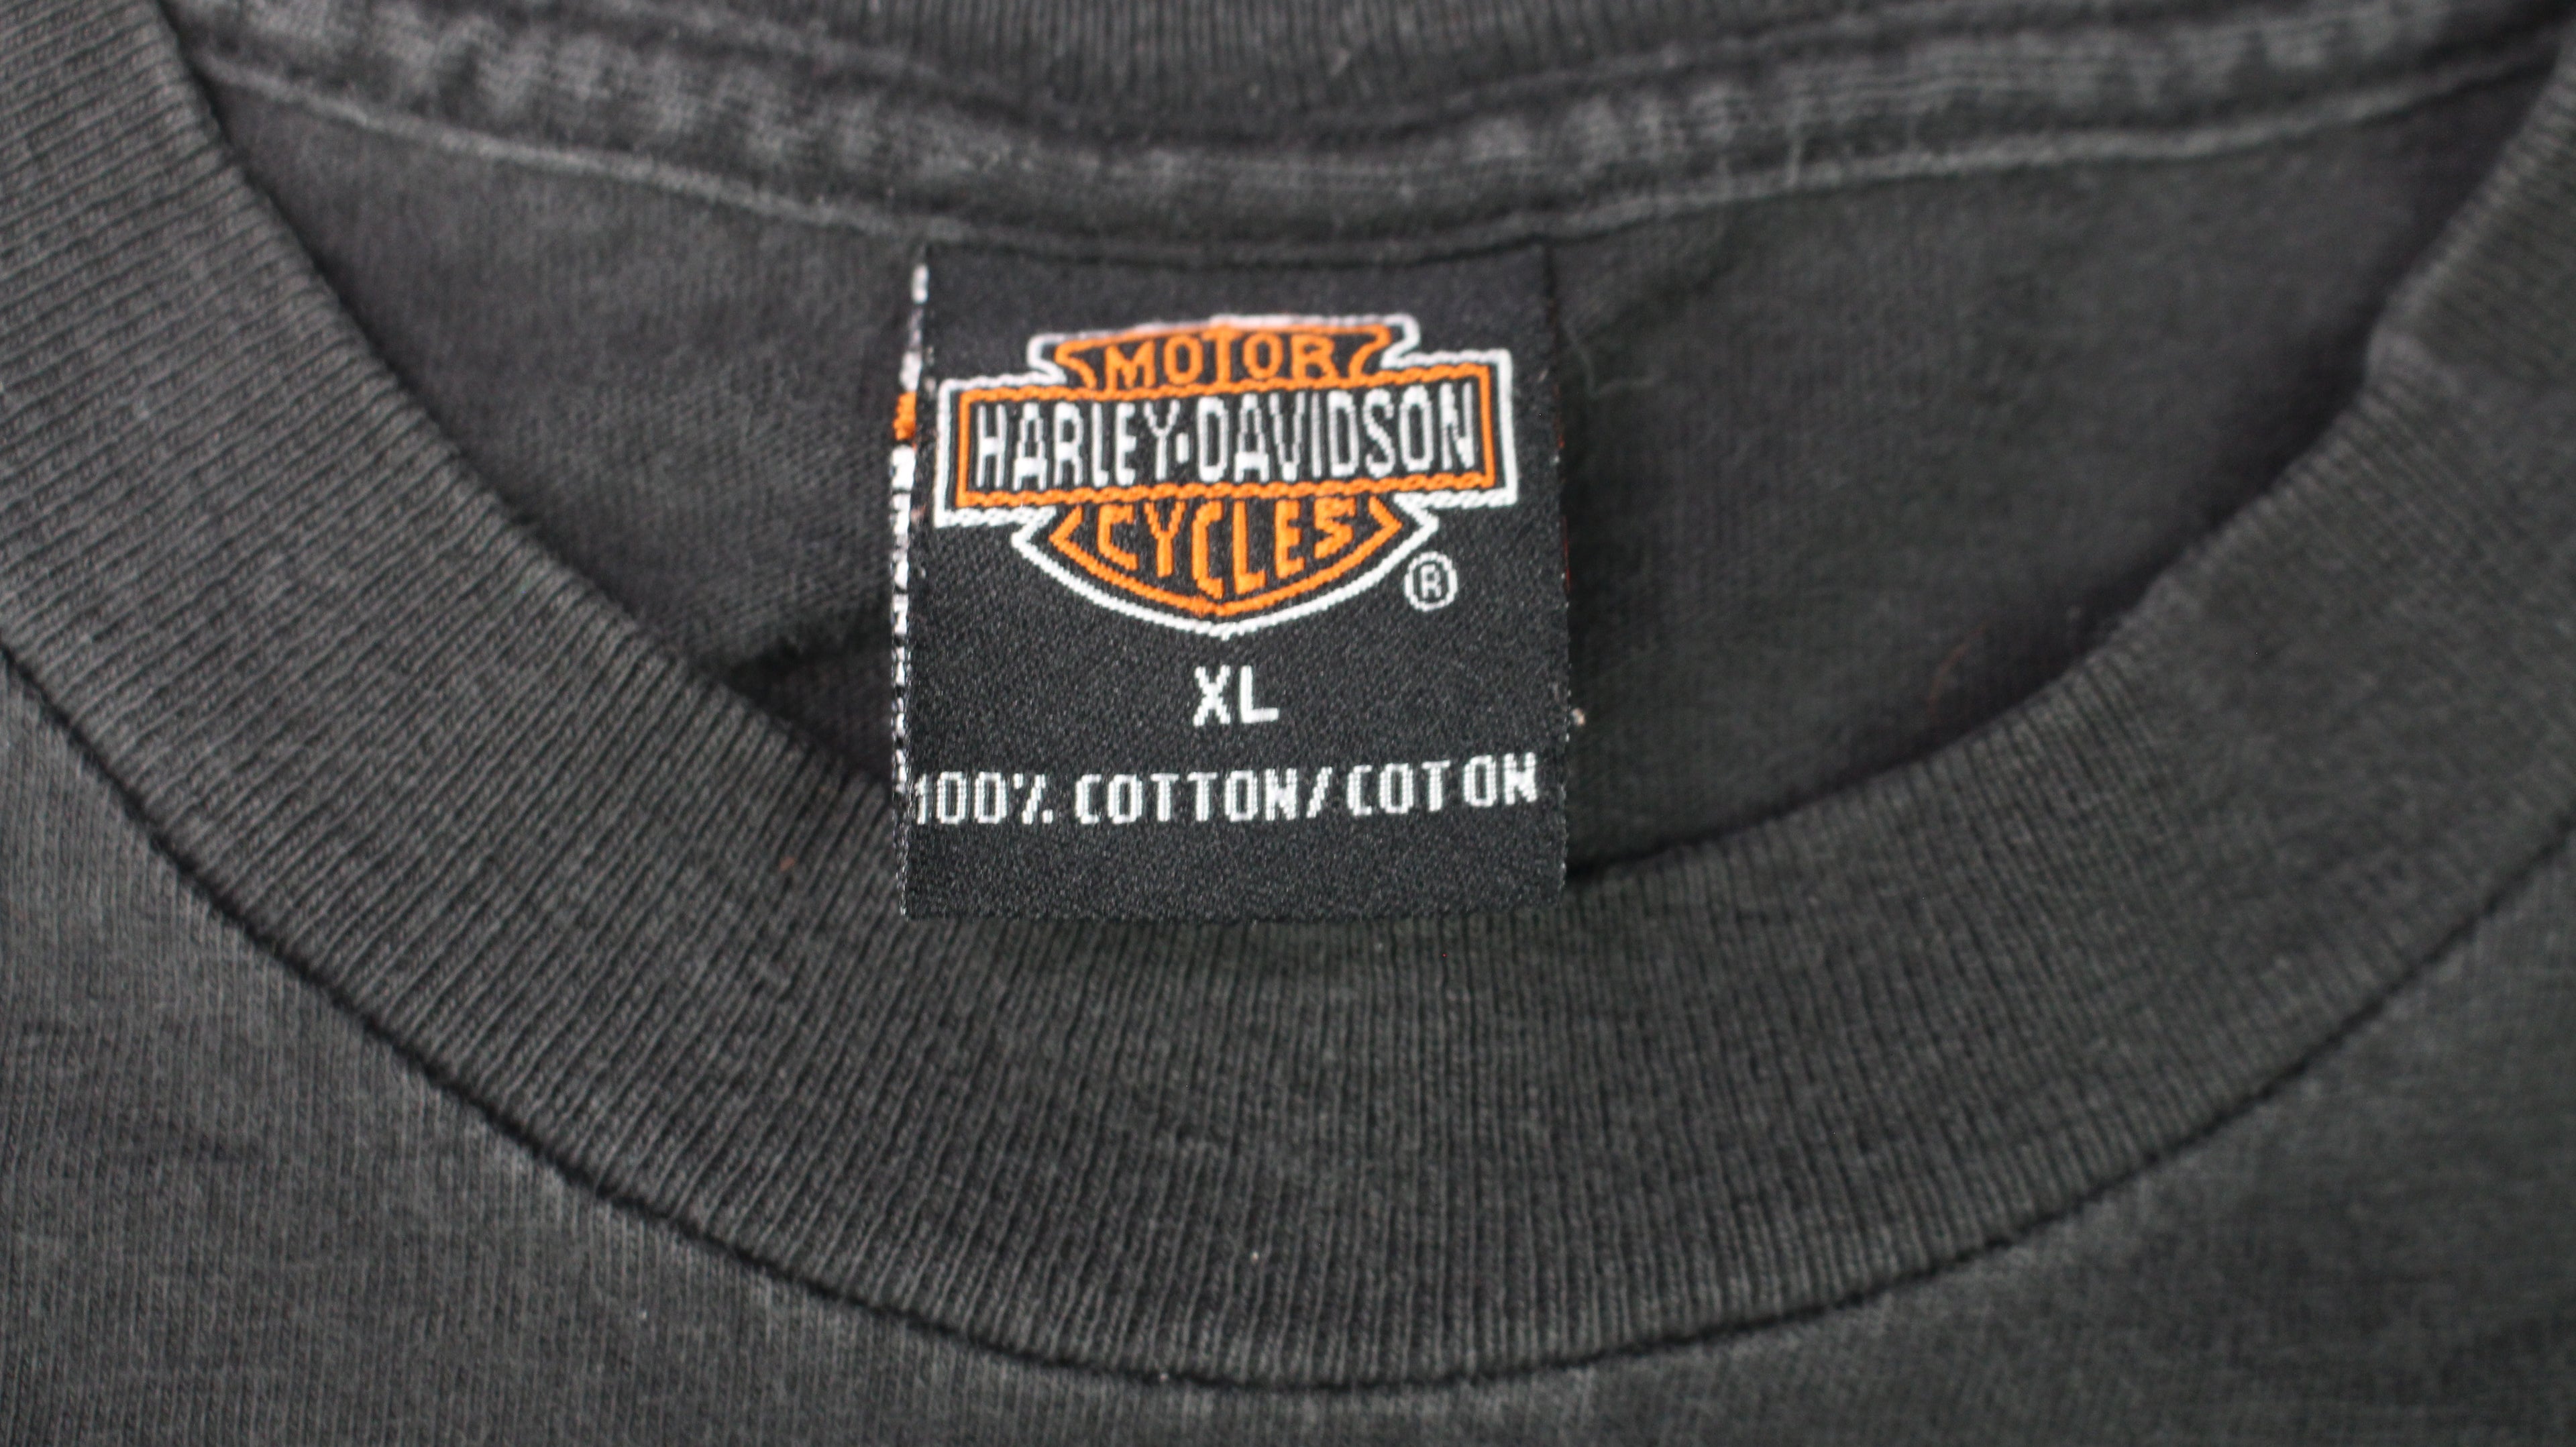 MOTOR
HARLEY-DAVIDSON
CYCLES
®
XL
100% COTTON/COTON